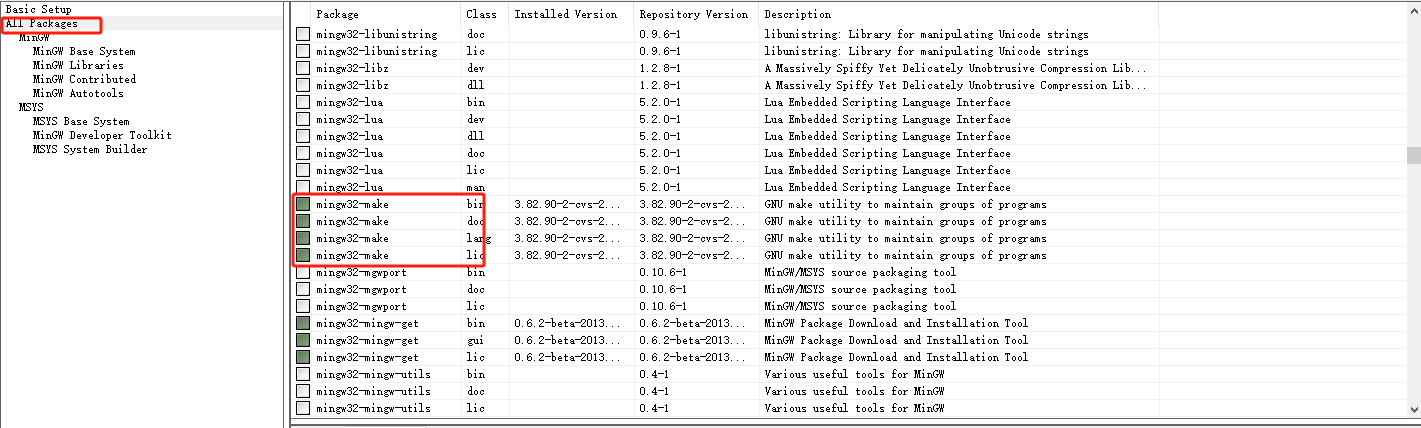 Basic Setup
All Packages
MinGW
MinGW Base System
MinGW Libraries
MinGW Contributed
MinGW Autotools
MSYS
MSYS Base System
MinGW Developer Toolkit
MSYS System Builder
Package Class Installed Version Repository Version Description
mingw32-libunistring doc 0.9.6-1 libunistring: Library for manipulating Unicode strings
mingw32-libunistring lic 0.9.6-1 libunistring: Library for manipulating Unicode strings
mingw32-libz dev 1.2.8-1 A Massively Spiffy Yet Delicately Unobtrusive Compression Lib...
mingw32-libz dll 1.2.8-1 A Massively Spiffy Yet Delicately Unobtrusive Compression Lib...
mingw32-lua bin 5.2.0-1 Lua Embedded Scripting Language Interface
mingw32-lua dev 5.2.0-1 Lua Embedded Scripting Language Interface
mingw32-lua dll 5.2.0-1 Lua Embedded Scripting Language Interface
mingw32-lua doc 5.2.0-1 Lua Embedded Scripting Language Interface
mingw32-lua lic 5.2.0-1 Lua Embedded Scripting Language Interface
mingw32-lua man 5.2.0-1 Lua Embedded Scripting Language Interface
mingw32-make bin 3.82.90-2-cvs-2... 3.82.90-2-cvs-2... GNU make utility to maintain groups of programs
mingw32-make doc 3.82.90-2-cvs-2... 3.82.90-2-cvs-2... GNU make utility to maintain groups of programs
mingw32-make lang 3.82.90-2-cvs-2... 3.82.90-2-cvs-2... GNU make utility to maintain groups of programs
mingw32-make lic 3.82.90-2-cvs-2... 3.82.90-2-cvs-2... GNU make utility to maintain groups of programs
mingw32-mgwport bin 0.10.6-1 MinGW/MSYS source packaging tool
mingw32-mgwport doc 0.10.6-1 MinGW/MSYS source packaging tool
mingw32-mgwport lic 0.10.6-1 MinGW/MSYS source packaging tool
mingw32-mingw-get bin 0.6.2-beta-2013... 0.6.2-beta-2013... MinGW Package Download and Installation Tool
mingw32-mingw-get gui 0.6.2-beta-2013... 0.6.2-beta-2013... MinGW Package Download and Installation Tool
mingw32-mingw-get lic 0.6.2-beta-2013... 0.6.2-beta-2013... MinGW Package Download and Installation Tool
mingw32-mingw-utils bin 0.4-1 Various useful tools for MinGW
mingw32-mingw-utils doc 0.4-1 Various useful tools for MinGW
mingw32-mingw-utils lic 0.4-1 Various useful tools for MinGW